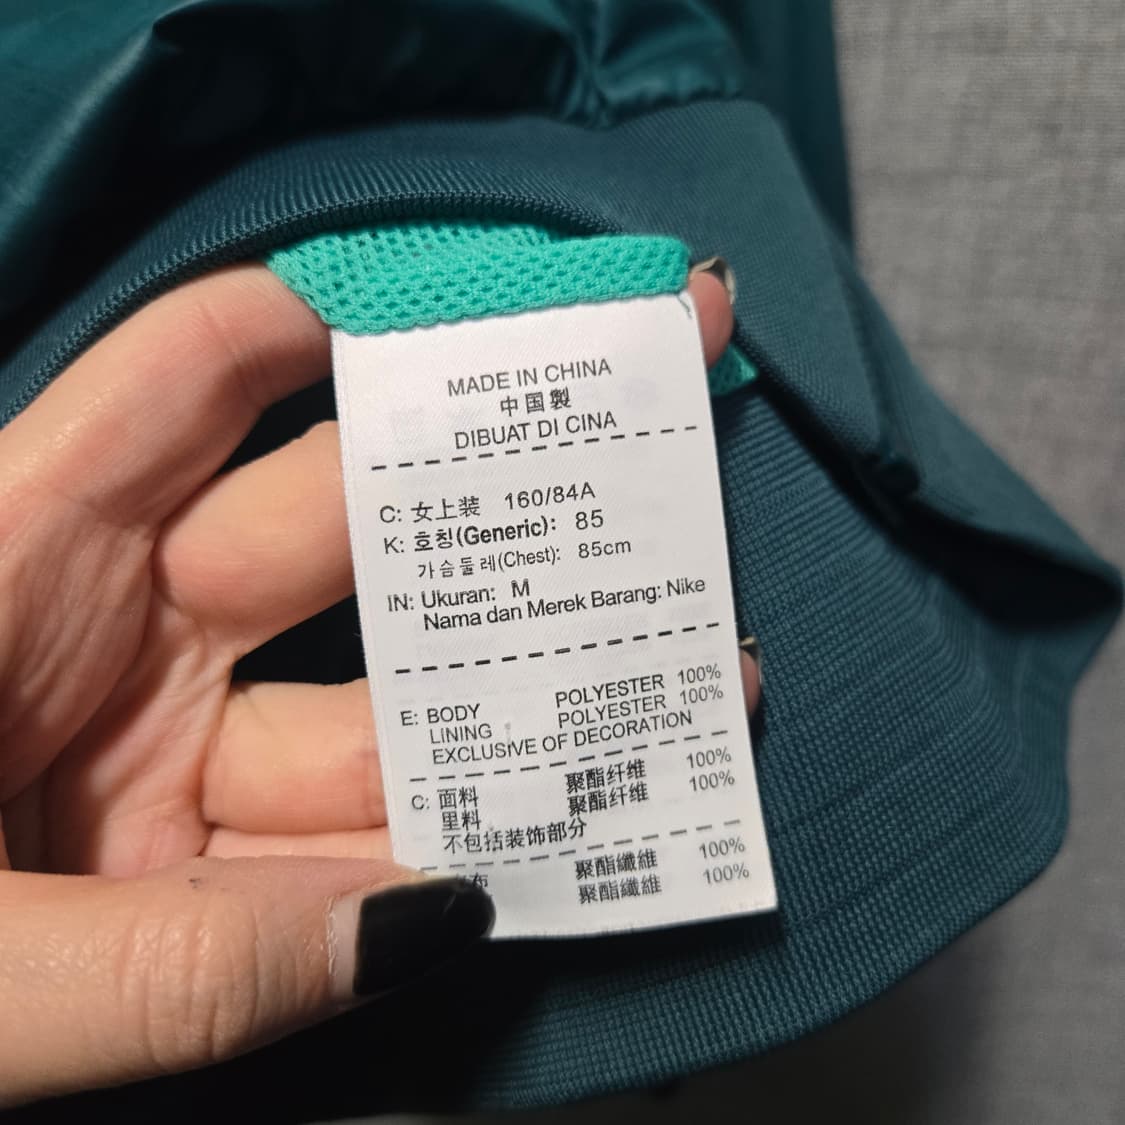 MADE IN CHINA
中国製
DIBUAT DI CINA
C: 女上装 160/84A
K: 호칭(Generic): 85
가슴둘레(Chest): 85cm
IN: Ukuran: M
Nama dan Merek Barang: Nike
E: BODY POLYESTER 100%
LINING POLYESTER 100%
EXCLUSIVE OF DECORATION
C: 面料 聚酯纤维 100%
里料 聚酯纤维 100%
不包括装饰部分
布 聚酯纖維 100%
聚酯纖維 100%